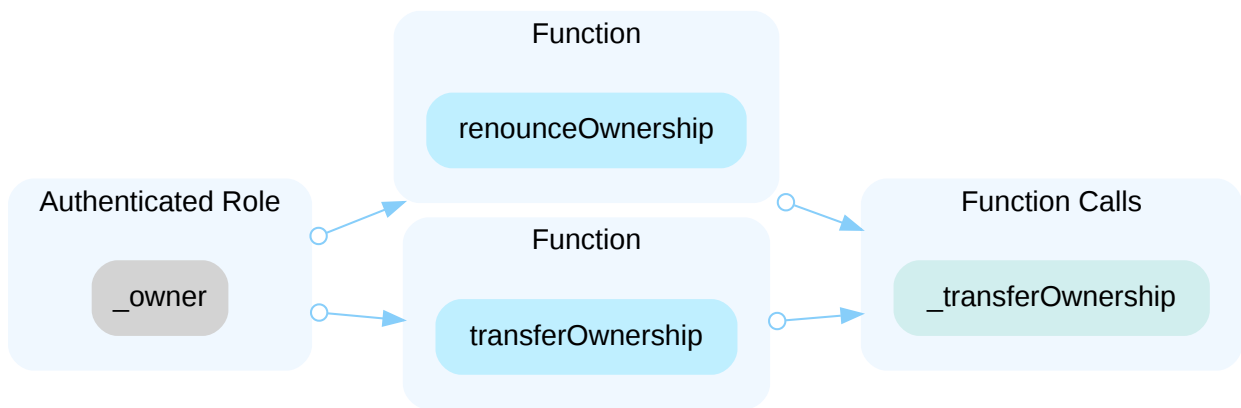 Authenticated Role
_owner
Function
renounceOwnership
Function
transferOwnership
Function Calls
_transferOwnership